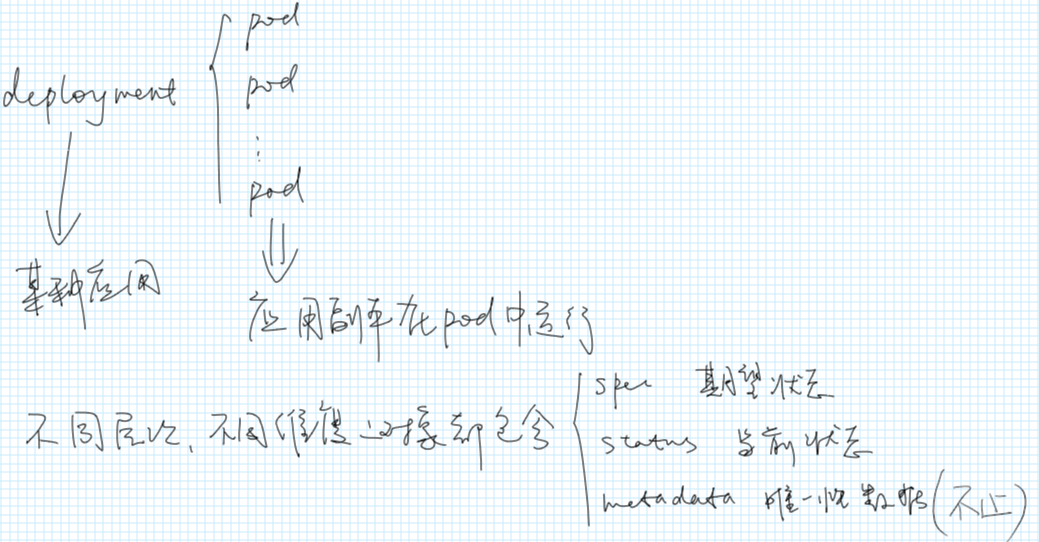 deployment
pod
pod
⋮
pod
某种应用
应用副本在pod中运行
不同层次、不同维度的对象都包含
spec 期望状态
status 当前状态
metadata 唯一性数据(不止)